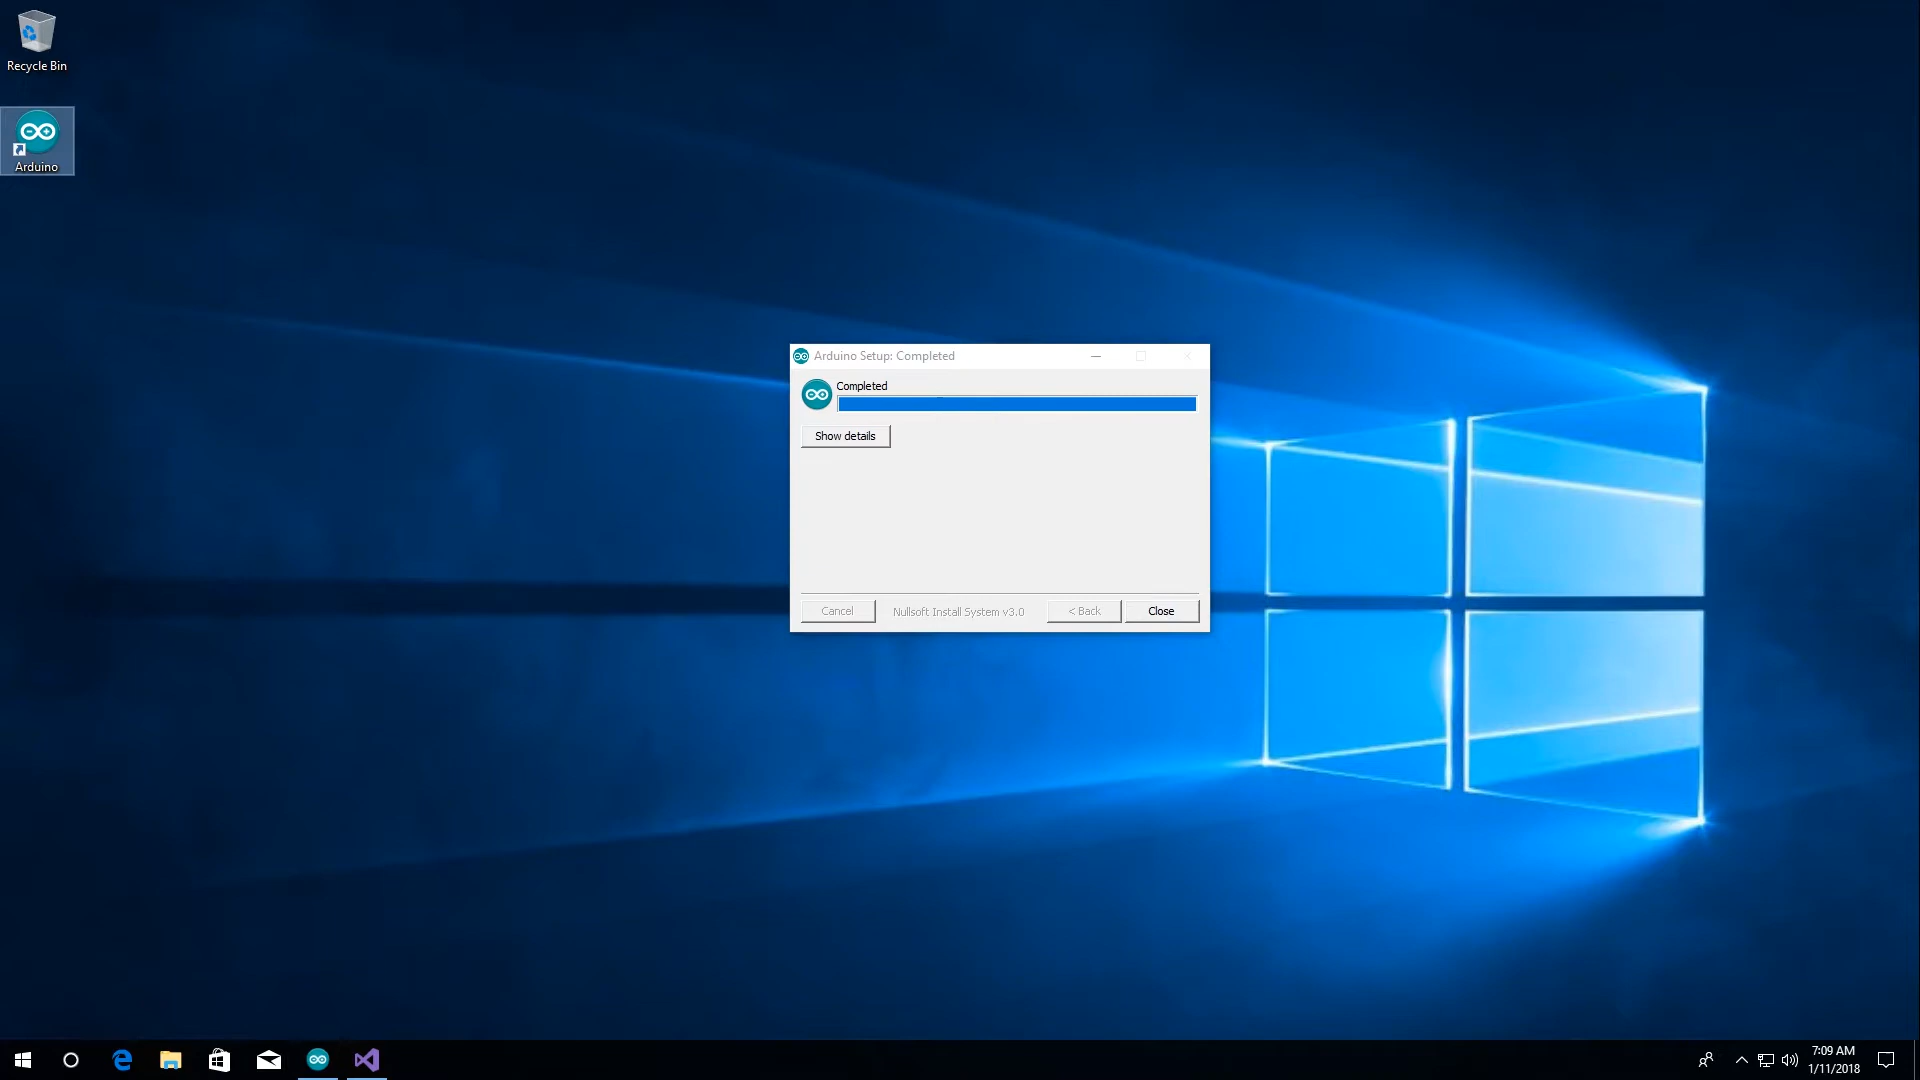 Recycle Bin
Arduino
Arduino Setup: Completed
Completed
Show details
Cancel
Nullsoft Install System v3.0
< Back
Close
7:09 AM
1/11/2018